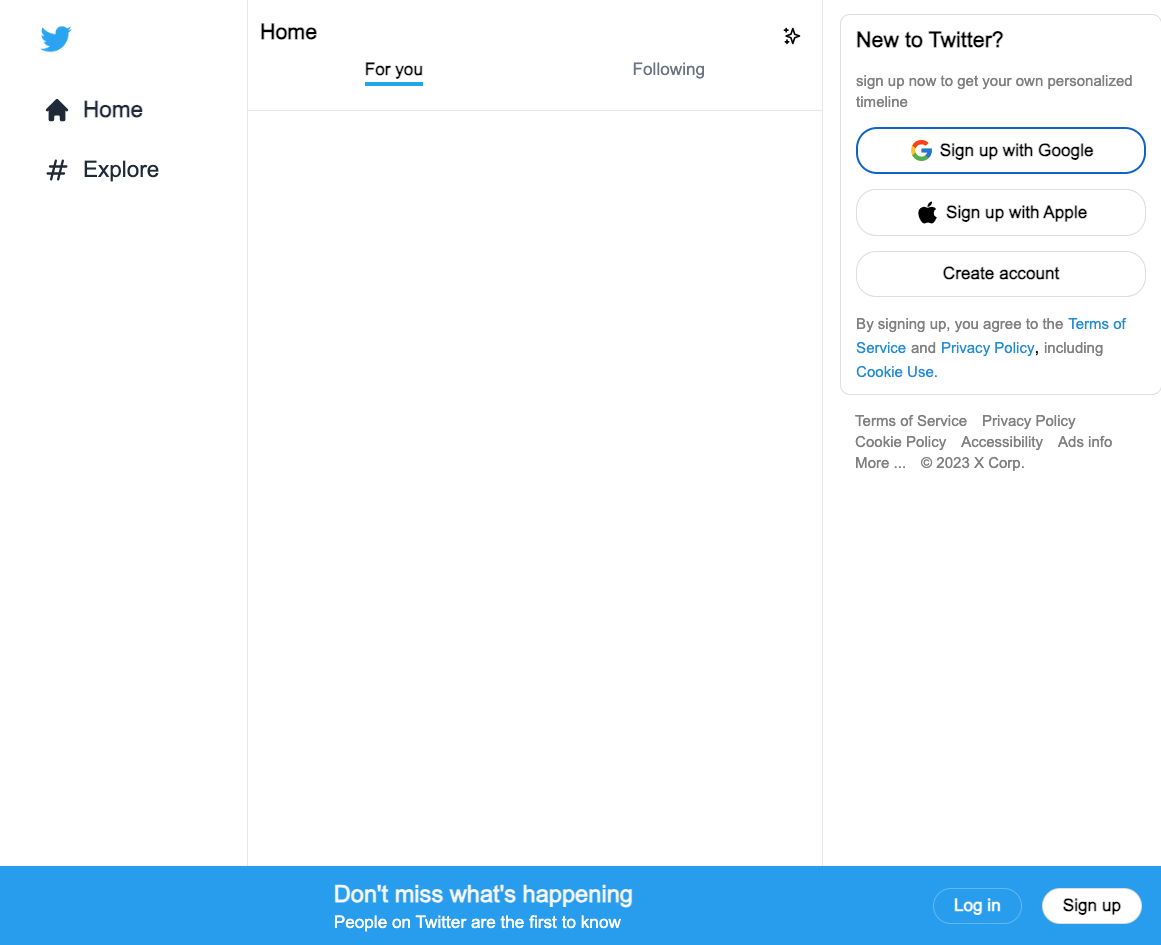 Home
Explore
Home
For you
Following
New to Twitter?
sign up now to get your own personalized
timeline
Sign up with Google
Sign up with Apple
Create account
By signing up, you agree to the Terms of
Service and Privacy Policy, including
Cookie Use.
Terms of Service Privacy Policy
Cookie Policy Accessibility Ads info
More ... © 2023 X Corp.
Don't miss what's happening
People on Twitter are the first to know
Log in
Sign up